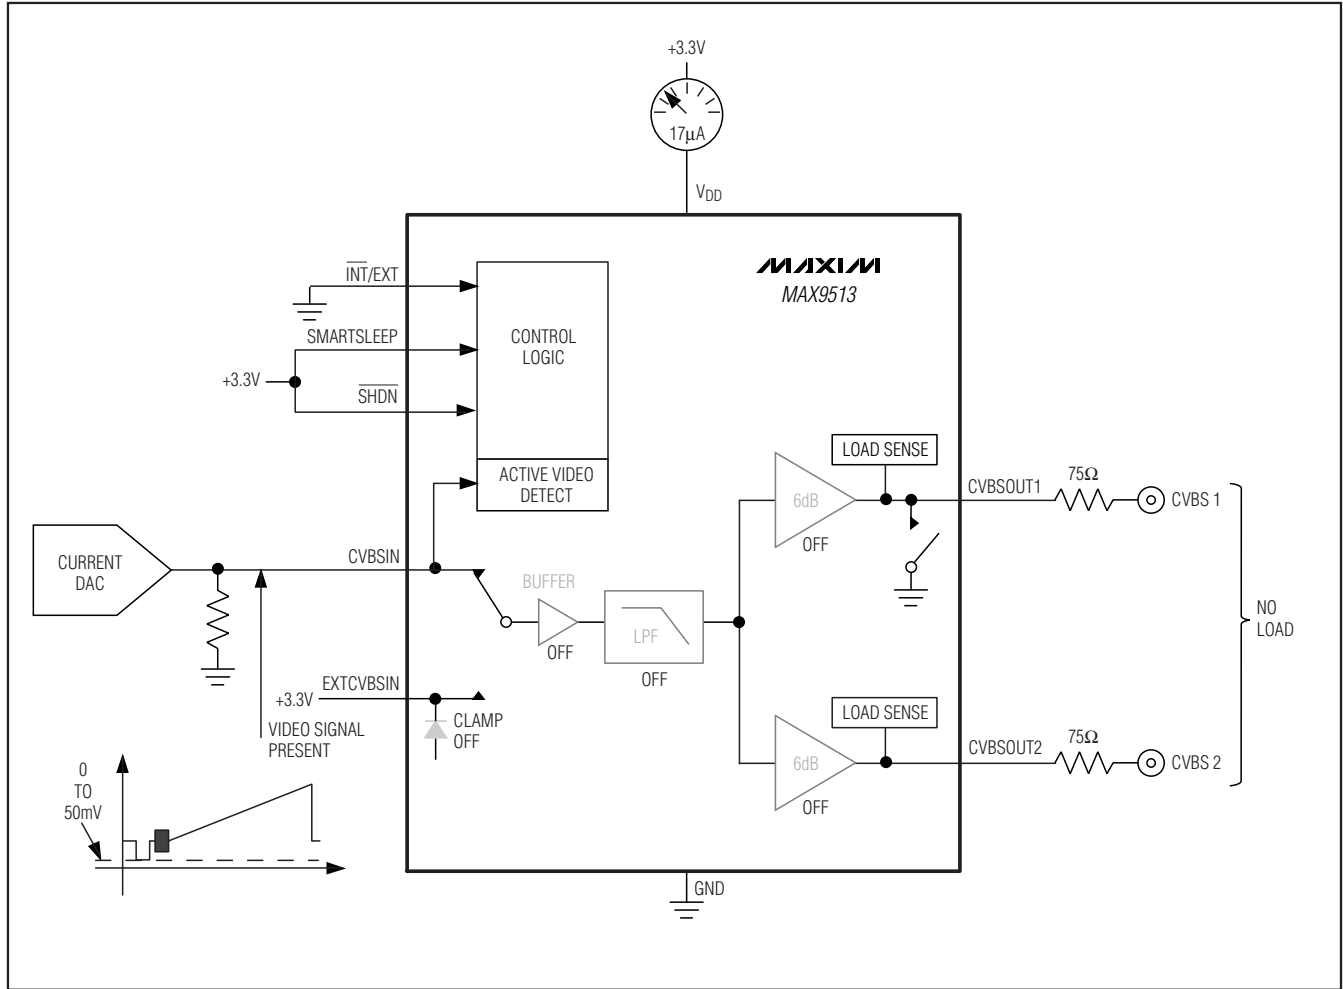 +3.3V
17μA
VDD
INT/EXT
SMARTSLEEP
+3.3V
SHDN
CONTROL
LOGIC
ACTIVE VIDEO
DETECT
MAXIM
MAX9513
LOAD SENSE
6dB
OFF
CVBSOUT1
75Ω
CVBS 1
CURRENT
DAC
CVBSIN
BUFFER
OFF
LPF
OFF
NO
LOAD
EXTCVBSIN
+3.3V
CLAMP
OFF
VIDEO SIGNAL
PRESENT
LOAD SENSE
6dB
OFF
CVBSOUT2
75Ω
CVBS 2
0
TO
50mV
GND